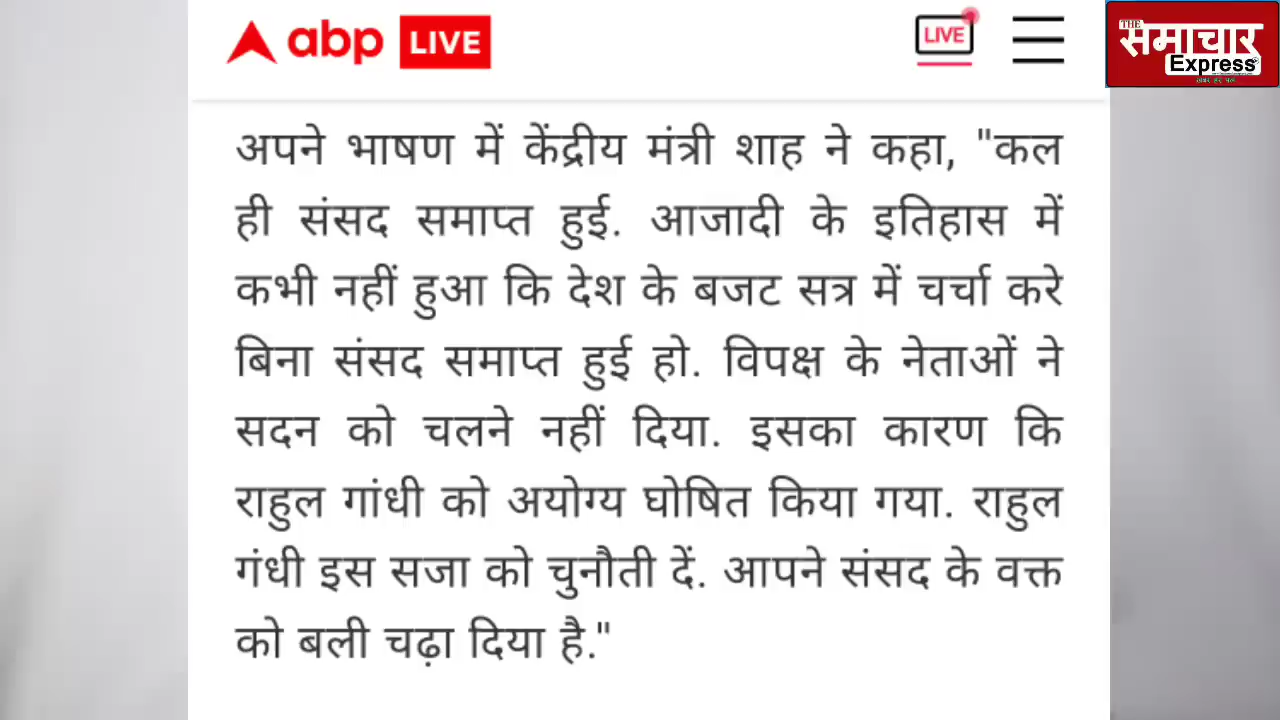 abp LIVE
LIVE
THE
समाचार
Express
अपने भाषण में केंद्रीय मंत्री शाह ने कहा, "कल
ही संसद समाप्त हुई. आजादी के इतिहास में
कभी नहीं हुआ कि देश के बजट सत्र में चर्चा करे
बिना संसद समाप्त हुई हो. विपक्ष के नेताओं ने
सदन को चलने नहीं दिया. इसका कारण कि
राहुल गांधी को अयोग्य घोषित किया गया. राहुल
गंधी इस सजा को चुनौती दें. आपने संसद के वक्त
को बली चढ़ा दिया है."